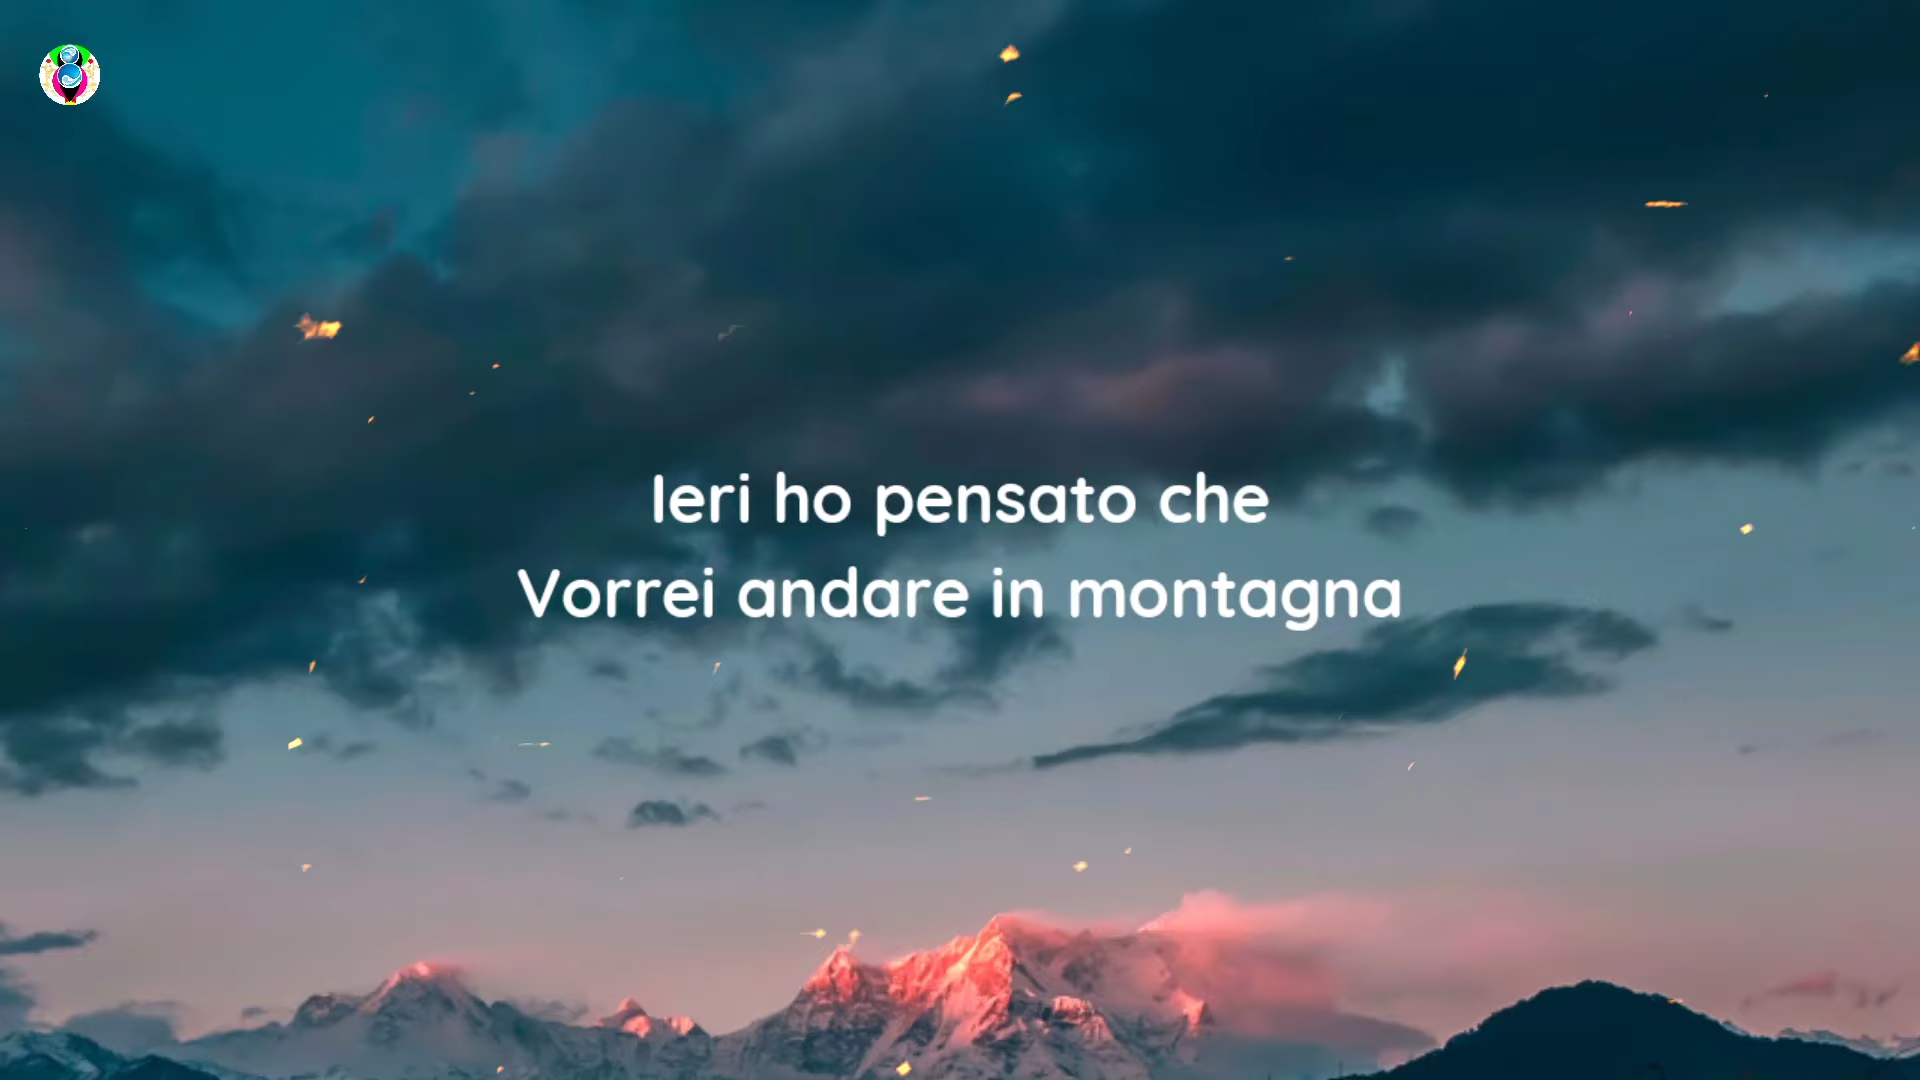 Ieri ho pensato che
Vorrei andare in montagna